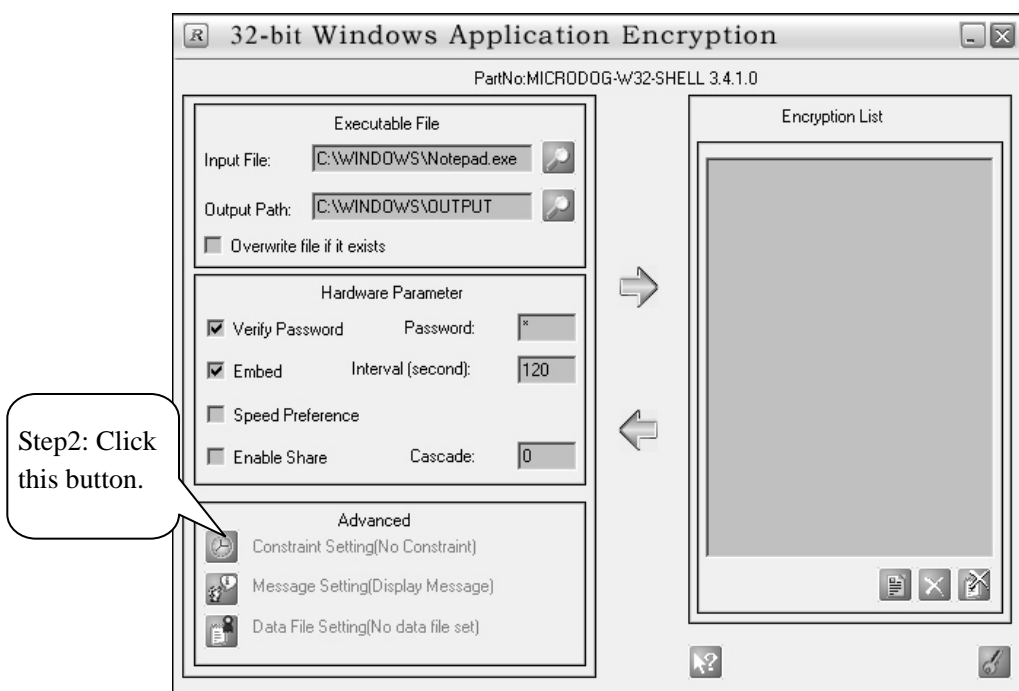 R 32-bit Windows Application Encryption
PartNo:MICRODOG-W32-SHELL 3.4.1.0
Executable File
Input File: C:\WINDOWS\Notepad.exe
Output Path: C:\WINDOWS\OUTPUT
Overwrite file if it exists
Hardware Parameter
Verify Password Password: *
Embed Interval (second): 120
Speed Preference
Enable Share Cascade: 0
Step2: Click
this button.
Advanced
Constraint Setting(No Constraint)
Message Setting(Display Message)
Data File Setting(No data file set)
Encryption List